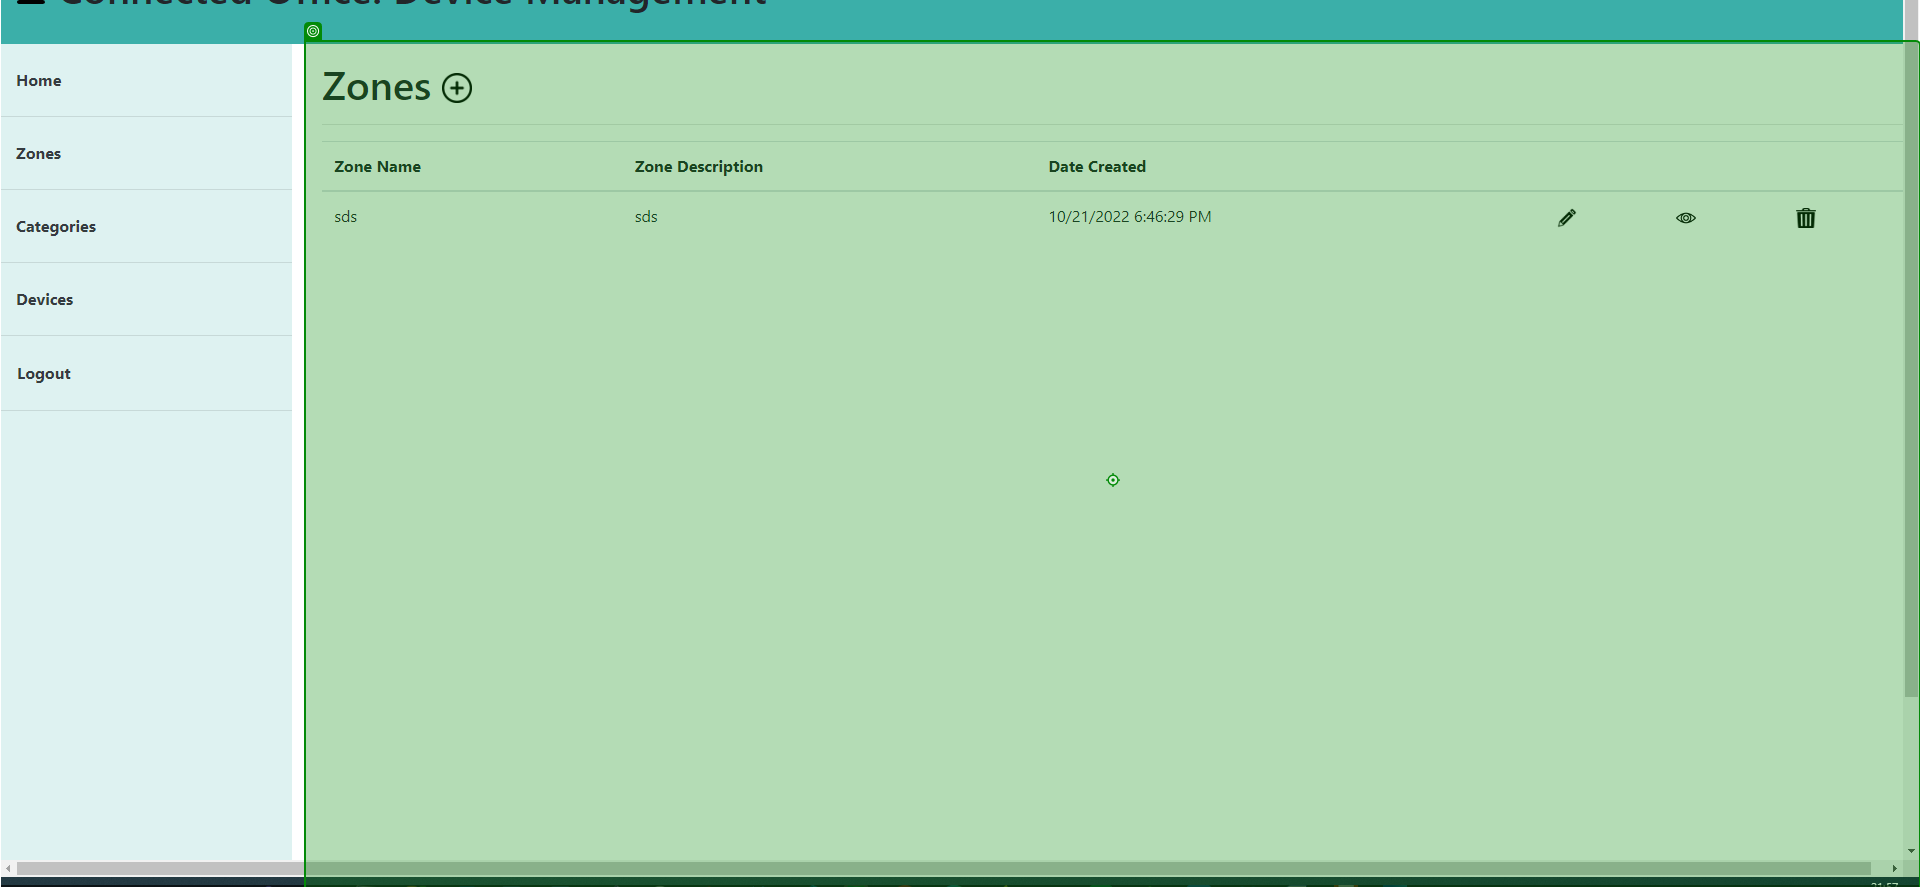 Connected Office: Device Management
Home
Zones
Categories
Devices
Logout
Zones
Zone Name Zone Description Date Created
sds sds 10/21/2022 6:46:29 PM